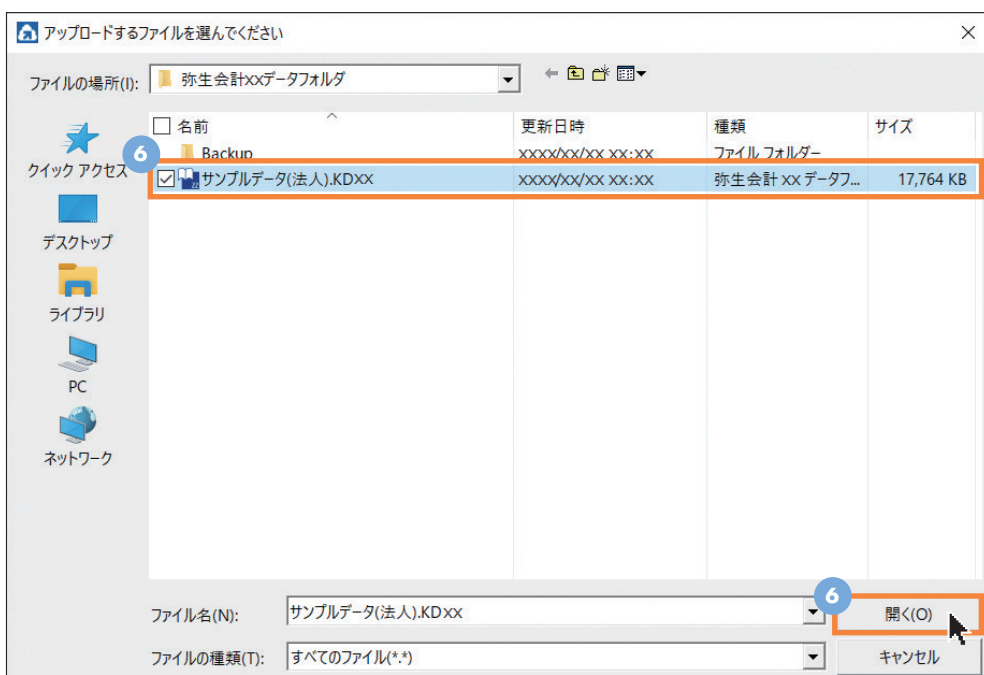 アップロードするファイルを選んでください
ファイルの場所(I): 弥生会計xxデータフォルダ
名前 更新日時 種類 サイズ
Backup xxxx/xx/xx xx:xx ファイル フォルダー
6
サンプルデータ(法人).KDXX xxxx/xx/xx xx:xx 弥生会計 xx データフ... 17,764 KB
クイック アクセス
デスクトップ
ライブラリ
PC
ネットワーク
6
ファイル名(N): サンプルデータ(法人).KDXX 開く(O)
ファイルの種類(T): すべてのファイル(*.*) キャンセル